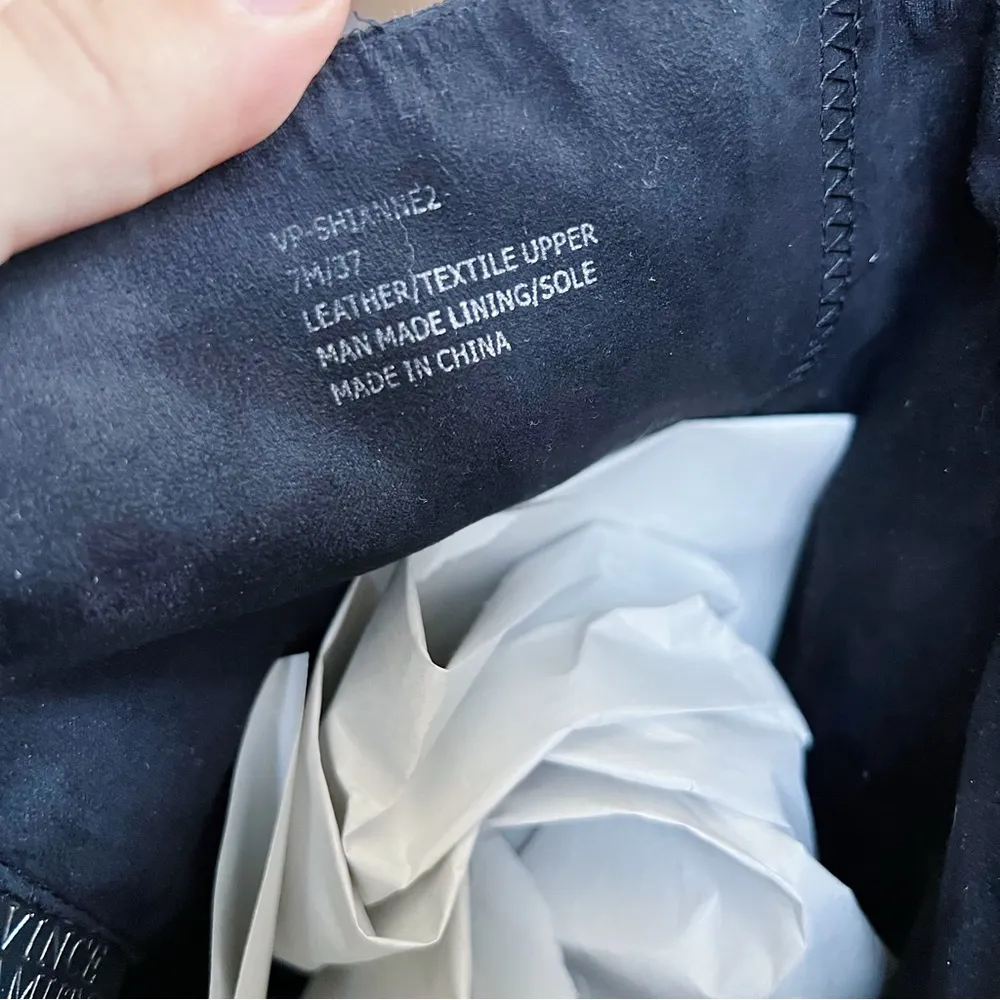 VP-SHIANNE2
7M/37
LEATHER/TEXTILE UPPER
MAN MADE LINING/SOLE
MADE IN CHINA
VINCE